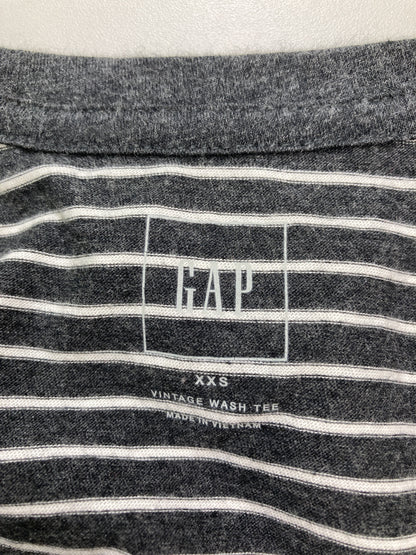 GAP
XXS
VINTAGE WASH TEE
MADE IN VIETNAM